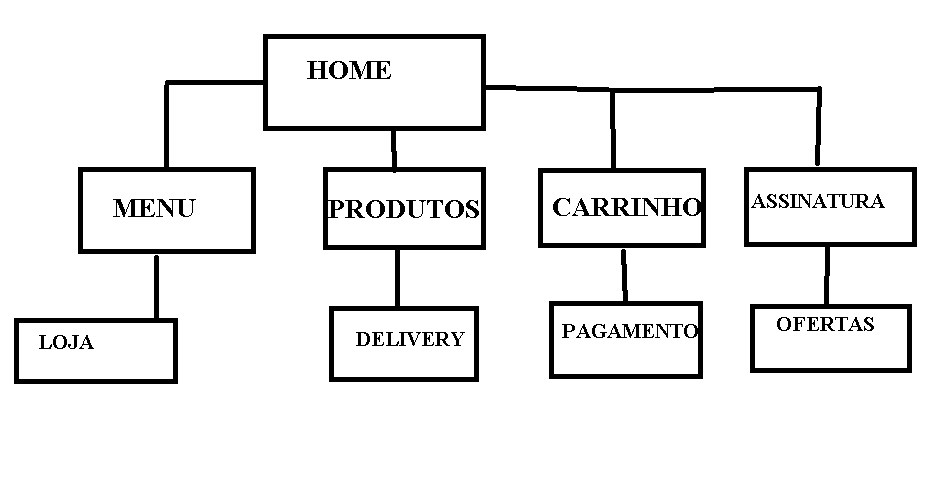 HOME
MENU
PRODUTOS
CARRINHO
ASSINATURA
LOJA
DELIVERY
PAGAMENTO
OFERTAS